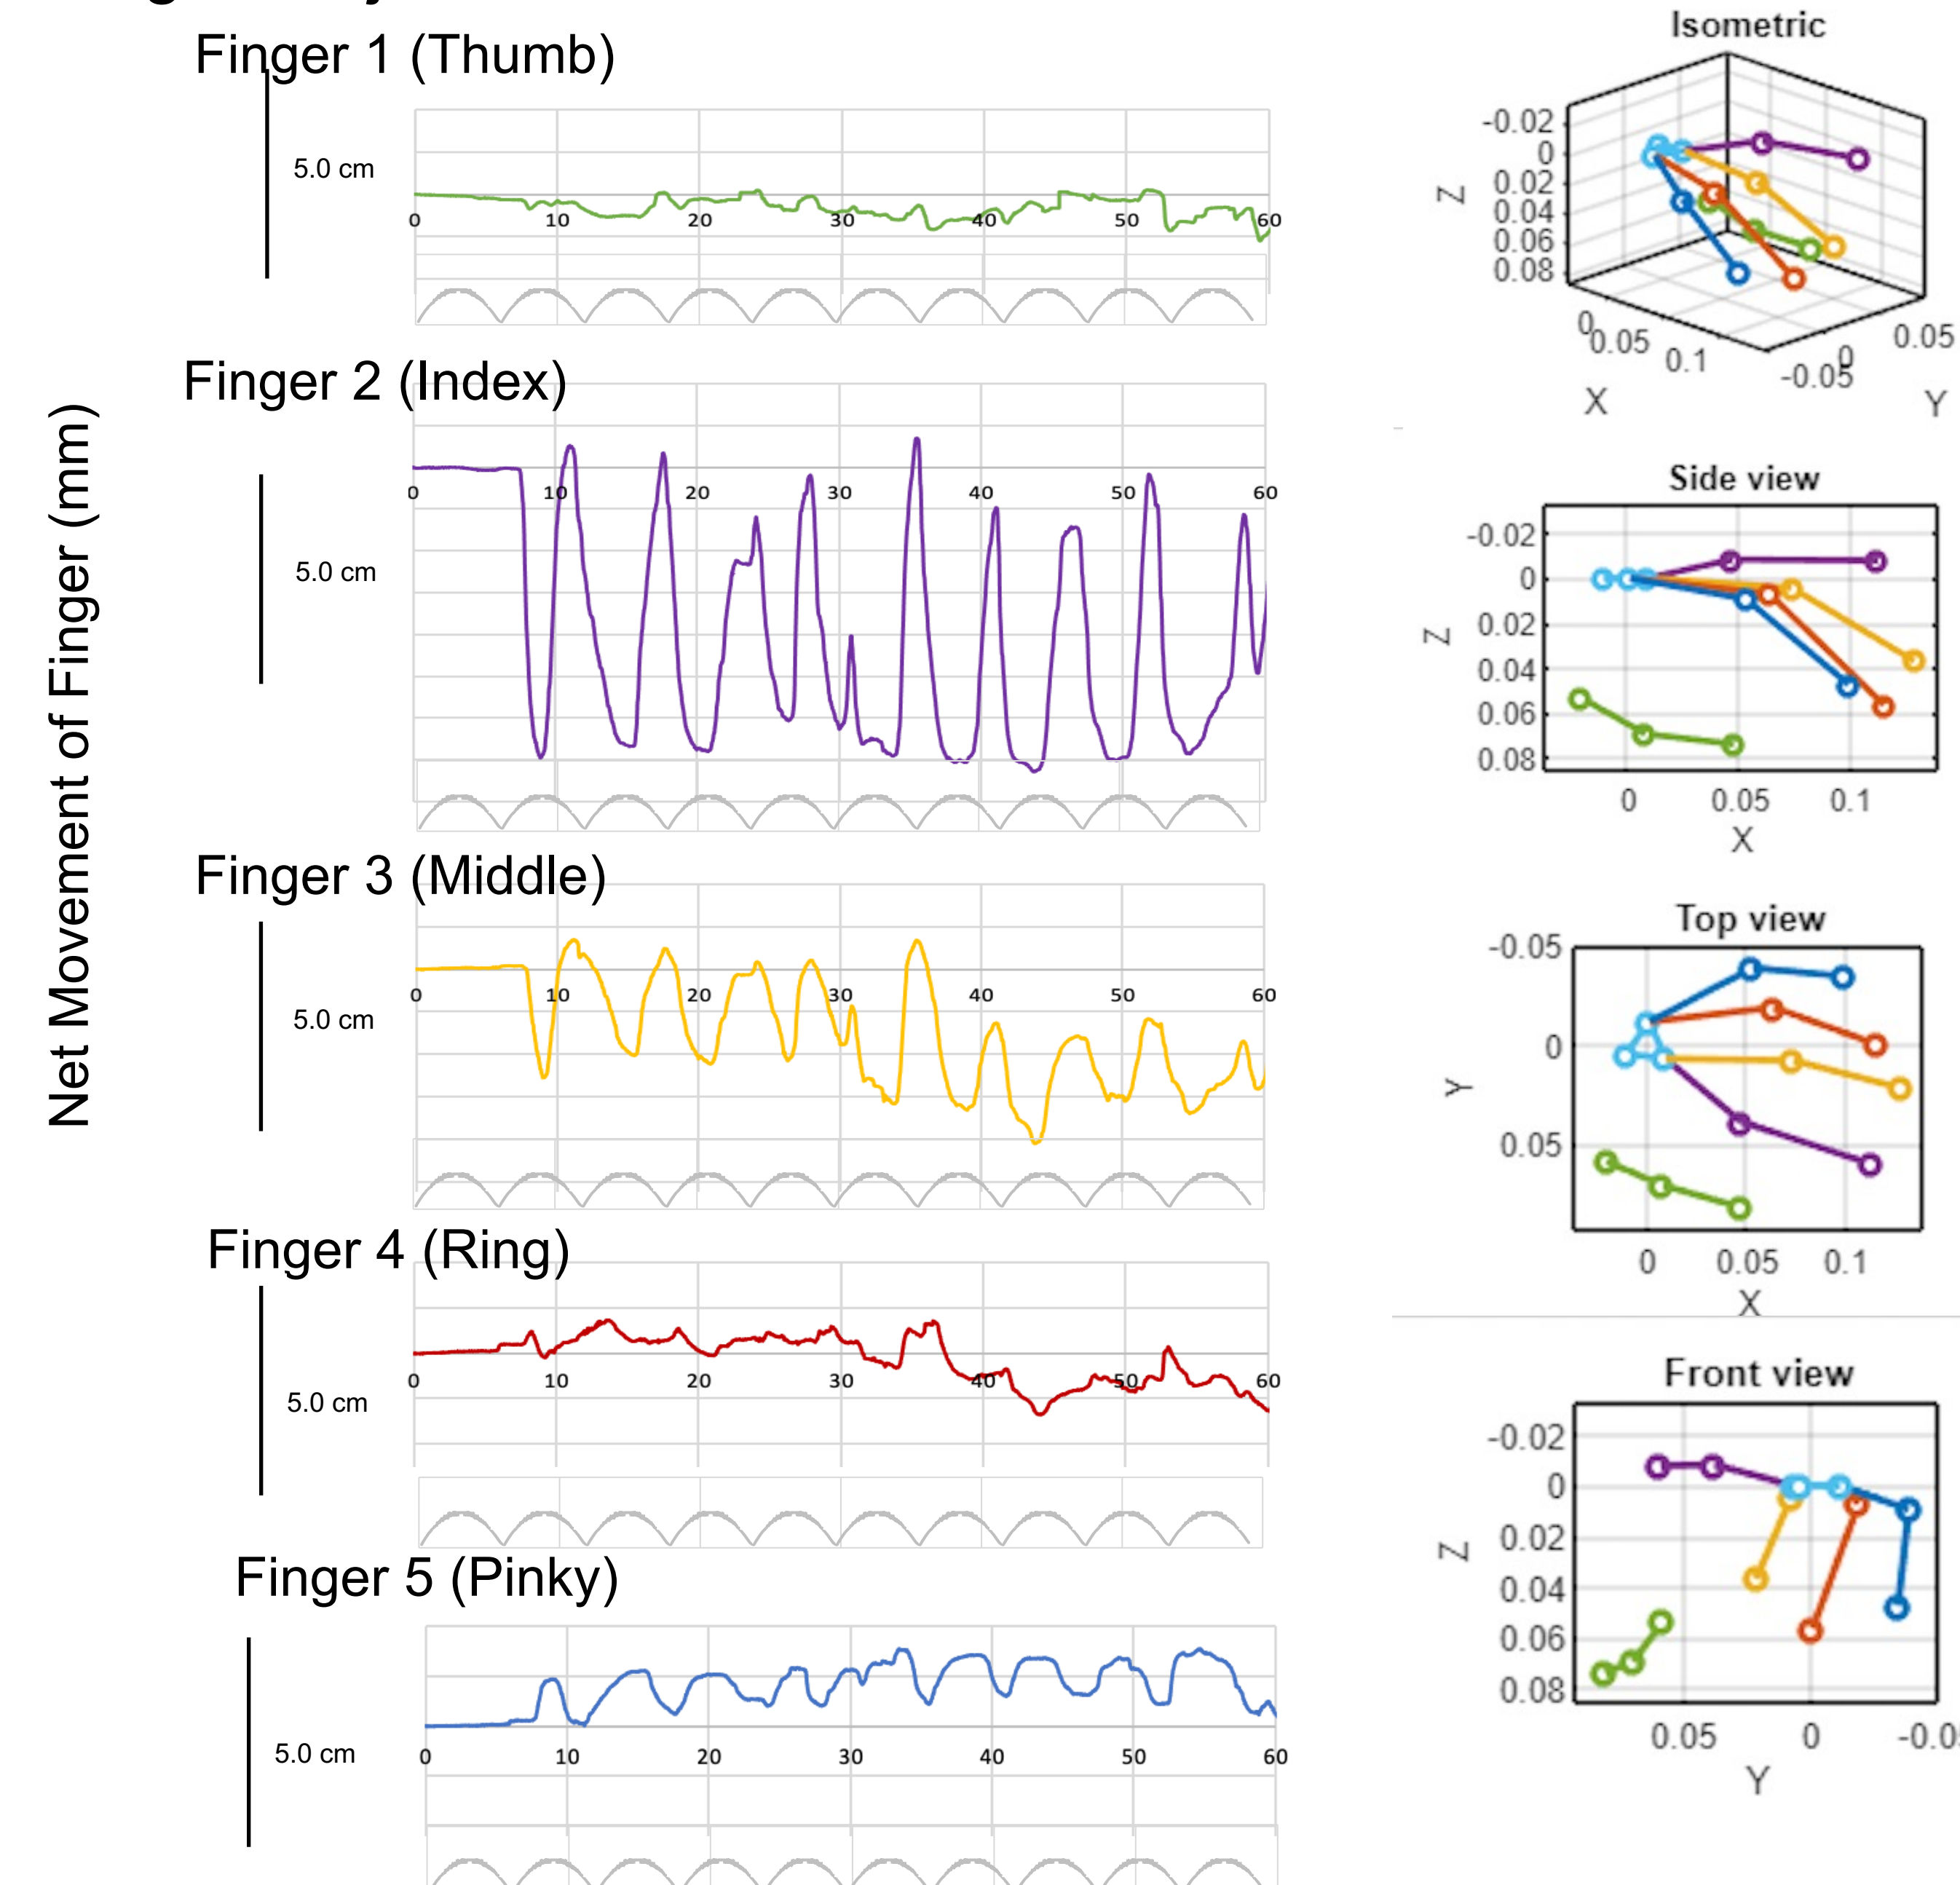 Finger 1 (Thumb)
5.0 cm
0 10 20 30 40 50 60
Finger 2 (Index)
5.0 cm
0 10 20 30 40 50 60
Finger 3 (Middle)
5.0 cm
0 10 20 30 40 50 60
Finger 4 (Ring)
5.0 cm
0 10 20 30 40 50 60
Finger 5 (Pinky)
5.0 cm
0 10 20 30 40 50 60
Net Movement of Finger (mm)
Isometric
-0.02
0
0.02
0.04
0.06
0.08
Z
0 0.05 0.1
X
-0.05 0 0.05
Y
Side view
-0.02
0
0.02
0.04
0.06
0.08
Z
0 0.05 0.1
X
Top view
-0.05
0
0.05
Y
0 0.05 0.1
X
Front view
-0.02
0
0.02
0.04
0.06
0.08
Z
0.05 0 -0.0
Y